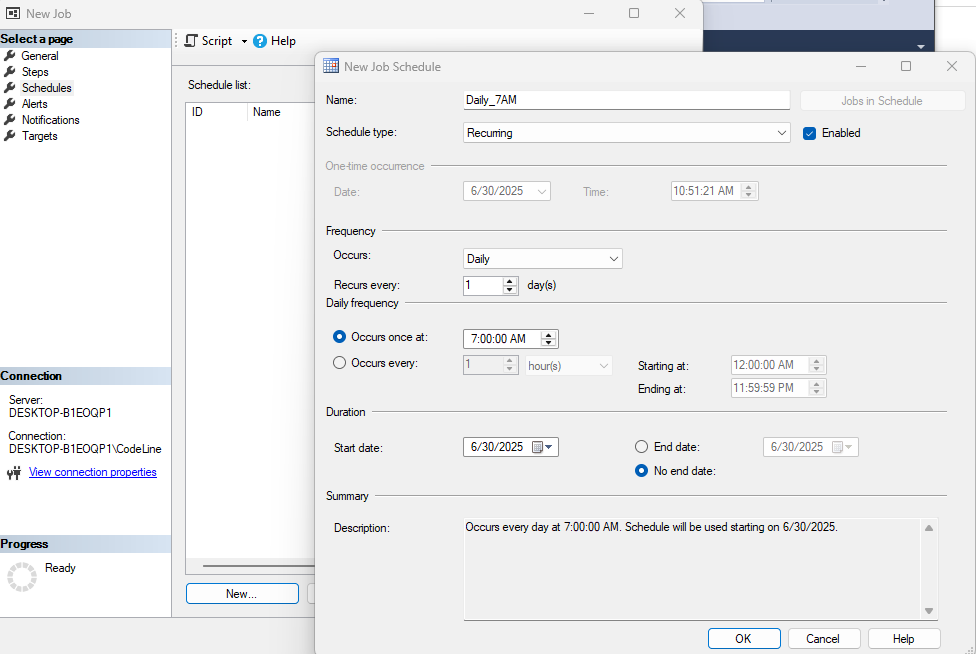 New Job
Select a page
General
Steps
Schedules
Alerts
Notifications
Targets
Connection
Server:
DESKTOP-B1EOQP1
Connection:
DESKTOP-B1EOQP1\CodeLine
View connection properties
Progress
Ready
Script
Help
Schedule list:
ID Name
New...
New Job Schedule
Name: Daily_7AM Jobs in Schedule
Schedule type: Recurring Enabled
One-time occurrence
Date: 6/30/2025 Time: 10:51:21 AM
Frequency
Occurs: Daily
Recurs every: 1 day(s)
Daily frequency
Occurs once at: 7:00:00 AM
Occurs every: 1 hour(s) Starting at: 12:00:00 AM
Ending at: 11:59:59 PM
Duration
Start date: 6/30/2025 End date: 6/30/2025
No end date:
Summary
Description: Occurs every day at 7:00:00 AM. Schedule will be used starting on 6/30/2025.
OK Cancel Help